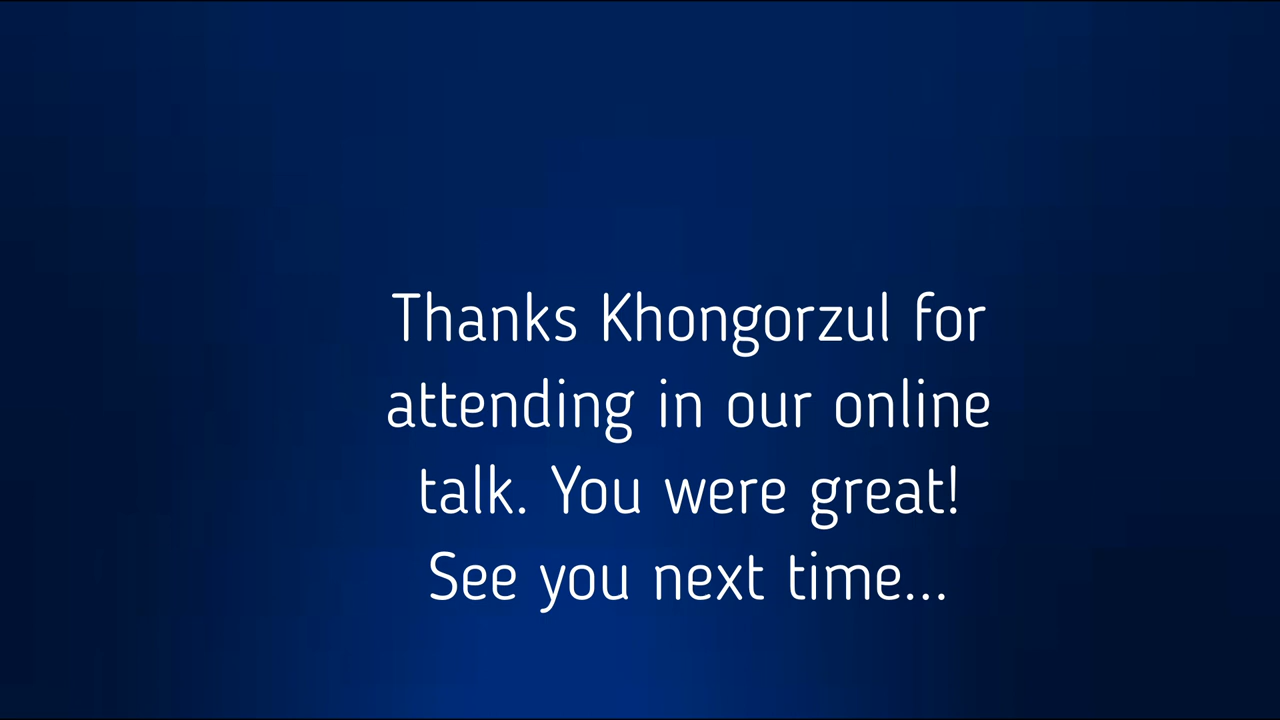 Thanks Khongorzul for
attending in our online
talk. You were great!
See you next time...